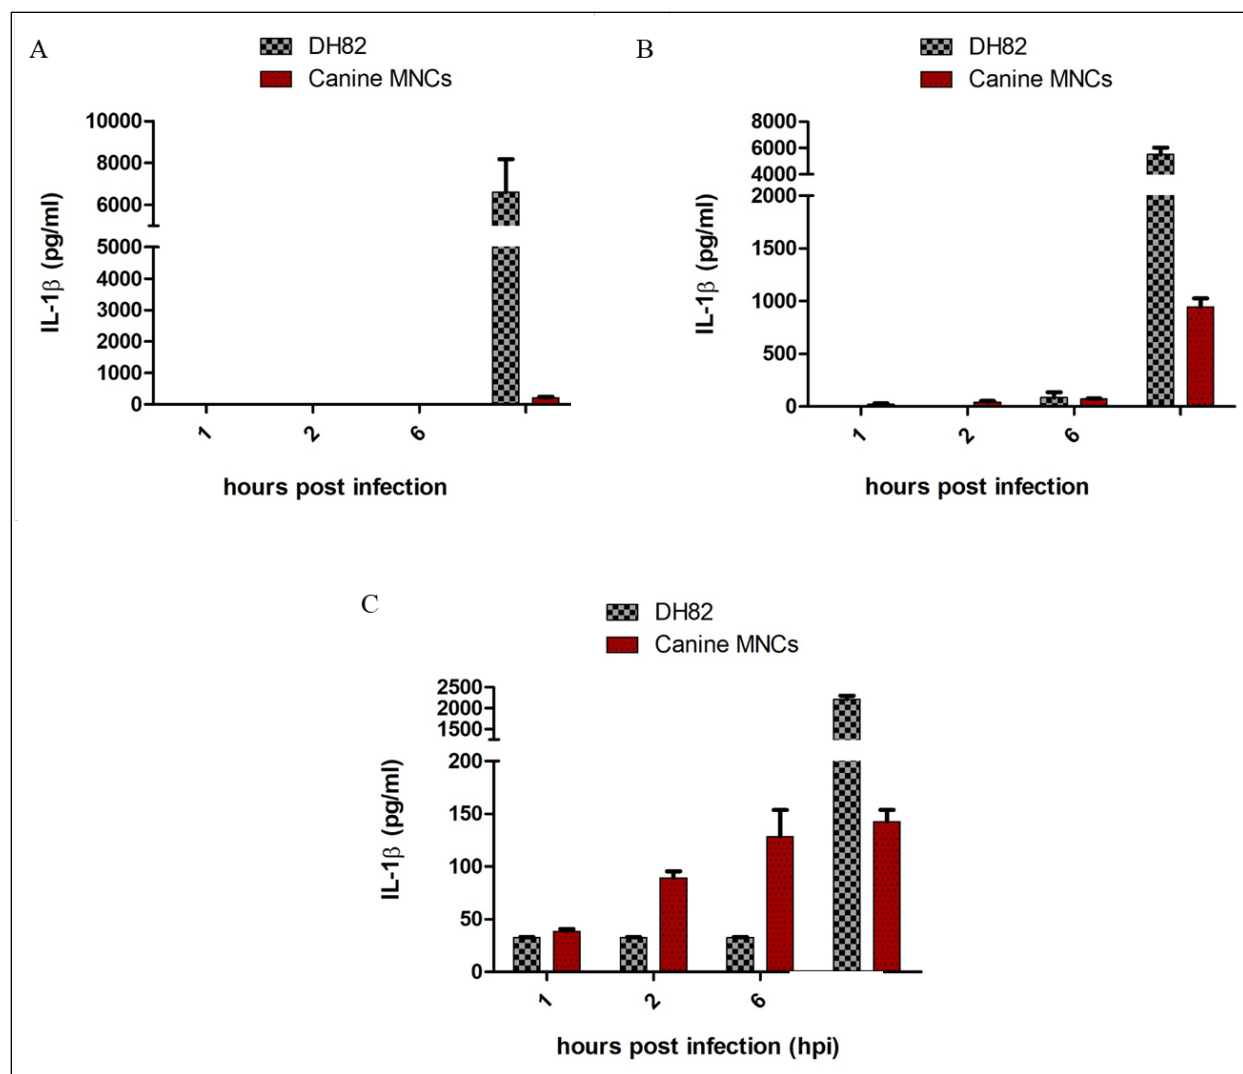 A
DH82
Canine MNCs
10000
8000
6000
5000
4000
3000
2000
1000
0
IL-1β (pg/ml)
1 2 6
hours post infection
B
DH82
Canine MNCs
8000
6000
4000
2000
1500
1000
500
0
IL-1β (pg/ml)
1 2 6
hours post infection
C
DH82
Canine MNCs
2500
2000
1500
200
150
100
50
0
IL-1β (pg/ml)
1 2 6
hours post infection (hpi)